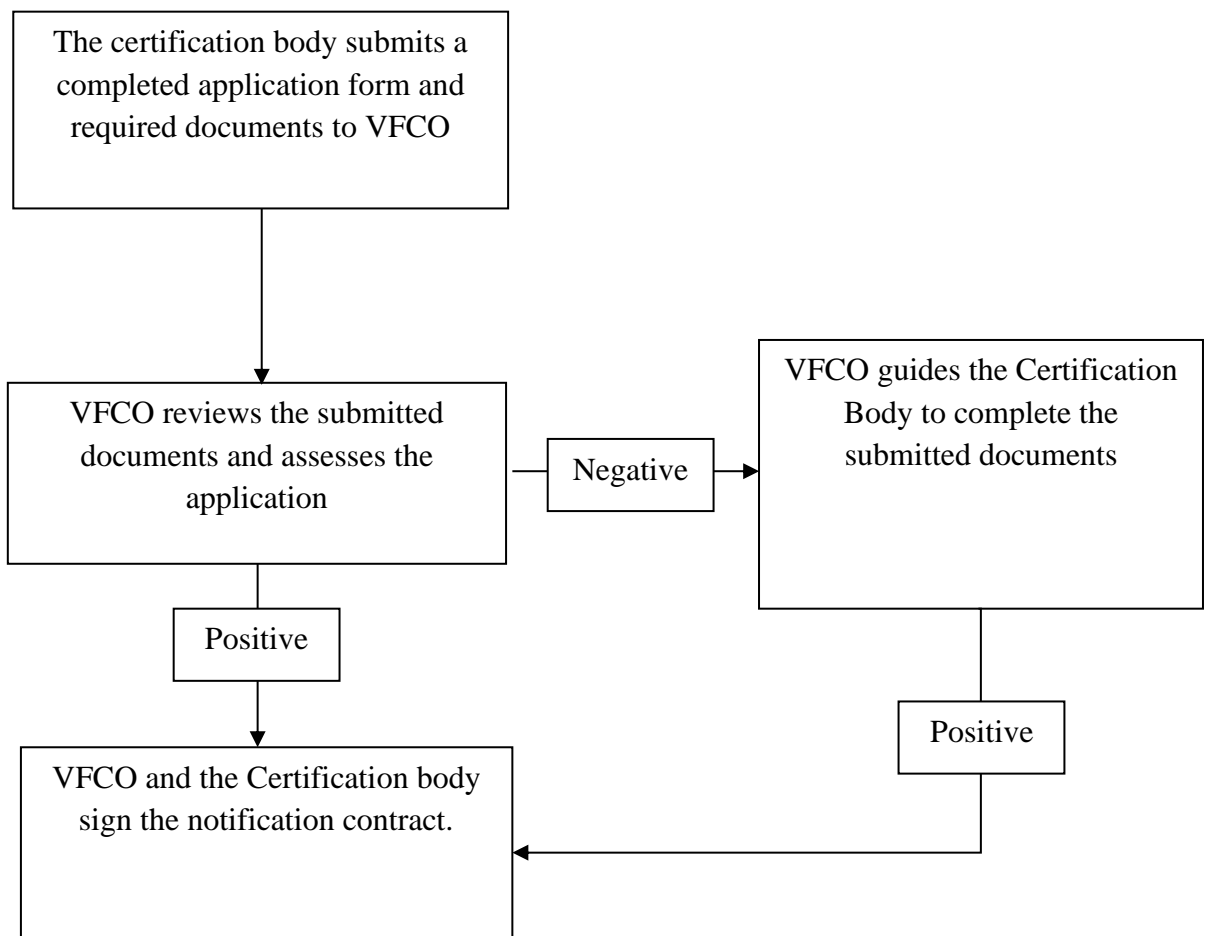 The certification body submits a
completed application form and
required documents to VFCO
VFCO reviews the submitted
documents and assesses the
application
Negative
VFCO guides the Certification
Body to complete the
submitted documents
Positive
Positive
VFCO and the Certification body
sign the notification contract.